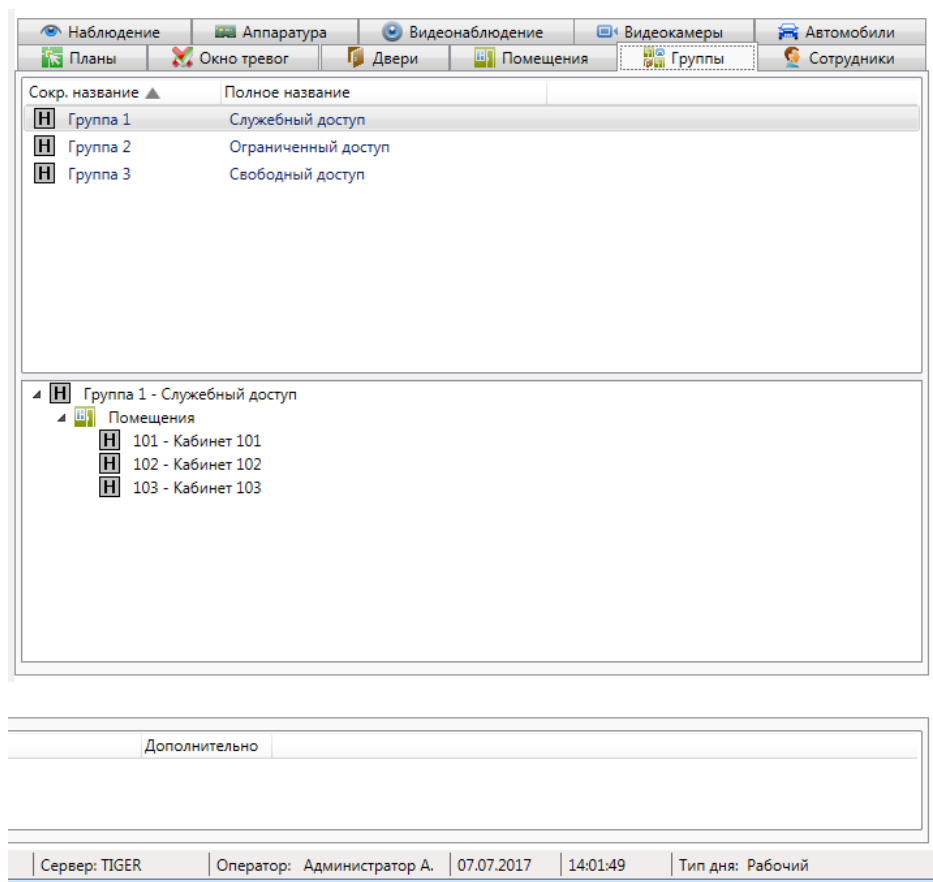 Наблюдение Аппаратура Видеонаблюдение Видеокамеры Автомобили
Планы Окно тревог Двери Помещения Группы Сотрудники
Сокр. название Полное название
H Группа 1 Служебный доступ
H Группа 2 Ограниченный доступ
H Группа 3 Свободный доступ
H Группа 1 - Служебный доступ
Помещения
H 101 - Кабинет 101
H 102 - Кабинет 102
H 103 - Кабинет 103
Дополнительно
Сервер: TIGER Оператор: Администратор А. 07.07.2017 14:01:49 Тип дня: Рабочий